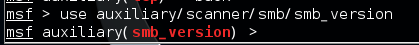 msf > use auxiliary/scanner/smb/smb_version
msf auxiliary(smb_version) >